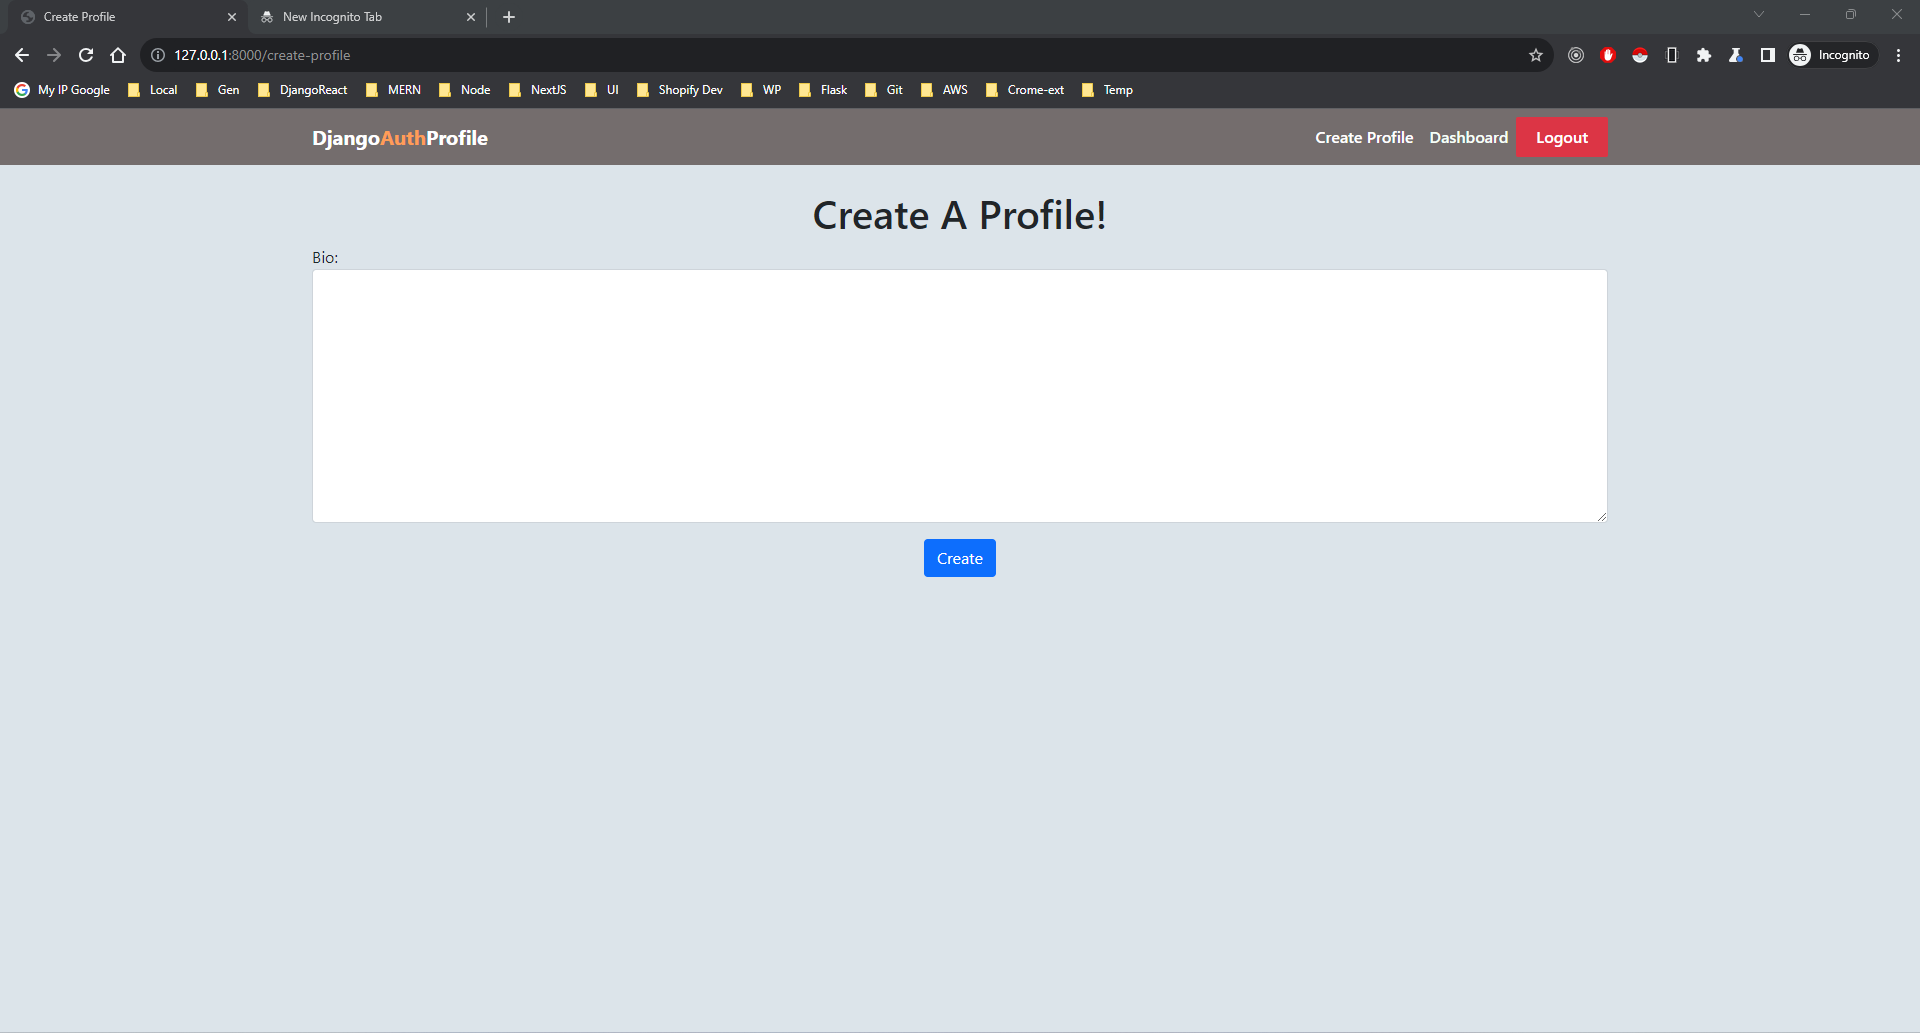 Create Profile
New Incognito Tab
127.0.0.1:8000/create-profile
Incognito
My IP Google Local Gen DjangoReact MERN Node NextJS UI Shopify Dev WP Flask Git AWS Crome-ext Temp
DjangoAuthProfile
Create Profile Dashboard Logout
Create A Profile!
Bio:
Create